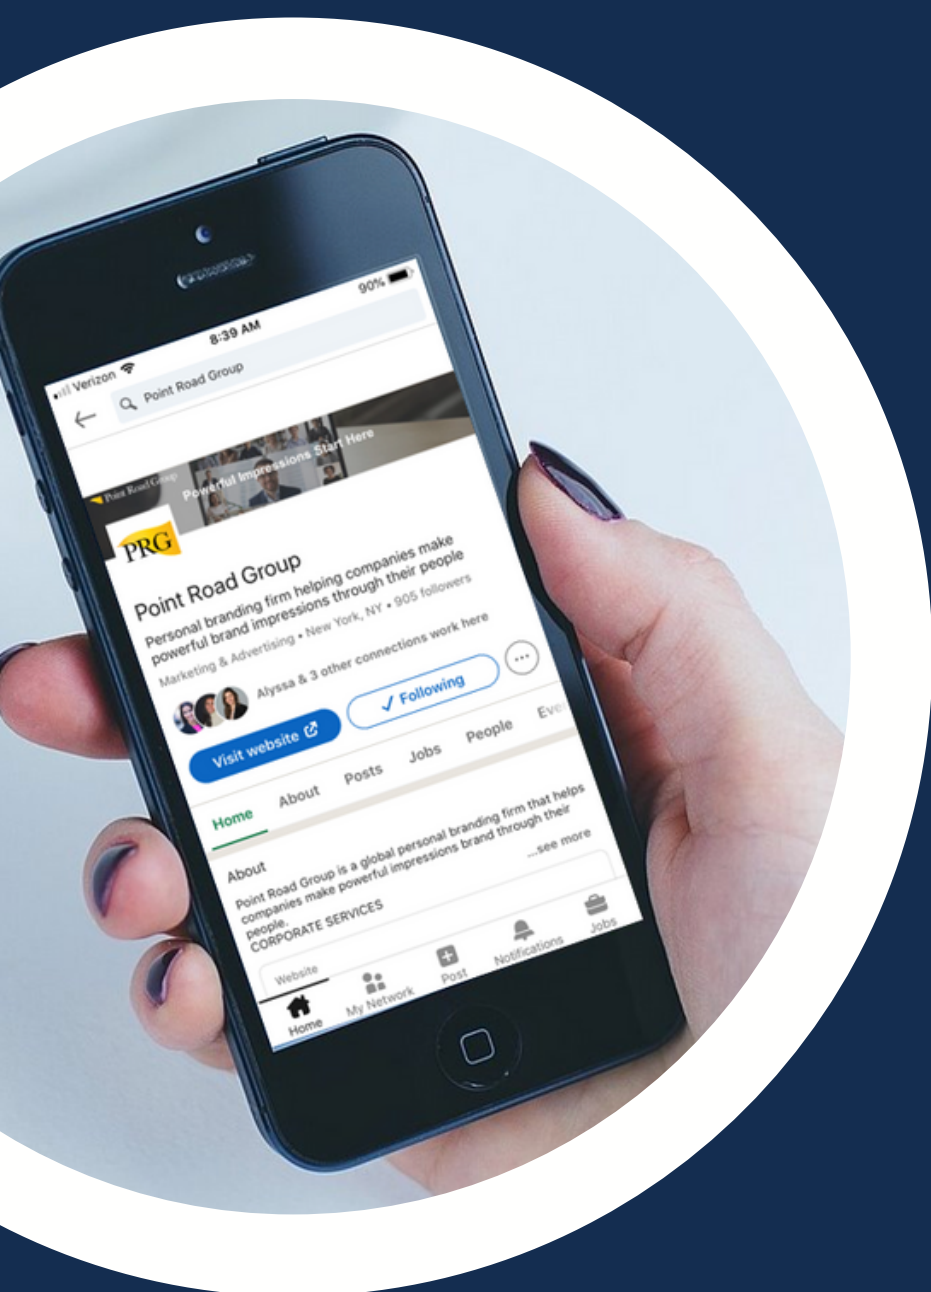 Verizon
8:39 AM
90%
Point Road Group
Point Road Group
Powerful Impressions Start Here
PRG
Point Road Group
Personal branding firm helping companies make
powerful brand impressions through their people
Marketing & Advertising • New York, NY • 905 followers
Alyssa & 3 other connections work here
Visit website
✓ Following
Home About Posts Jobs People Eve
About
Point Road Group is a global personal branding firm that helps
companies make powerful impressions brand through their
people.
...see more
CORPORATE SERVICES
Website
Home My Network Post Notifications Jobs